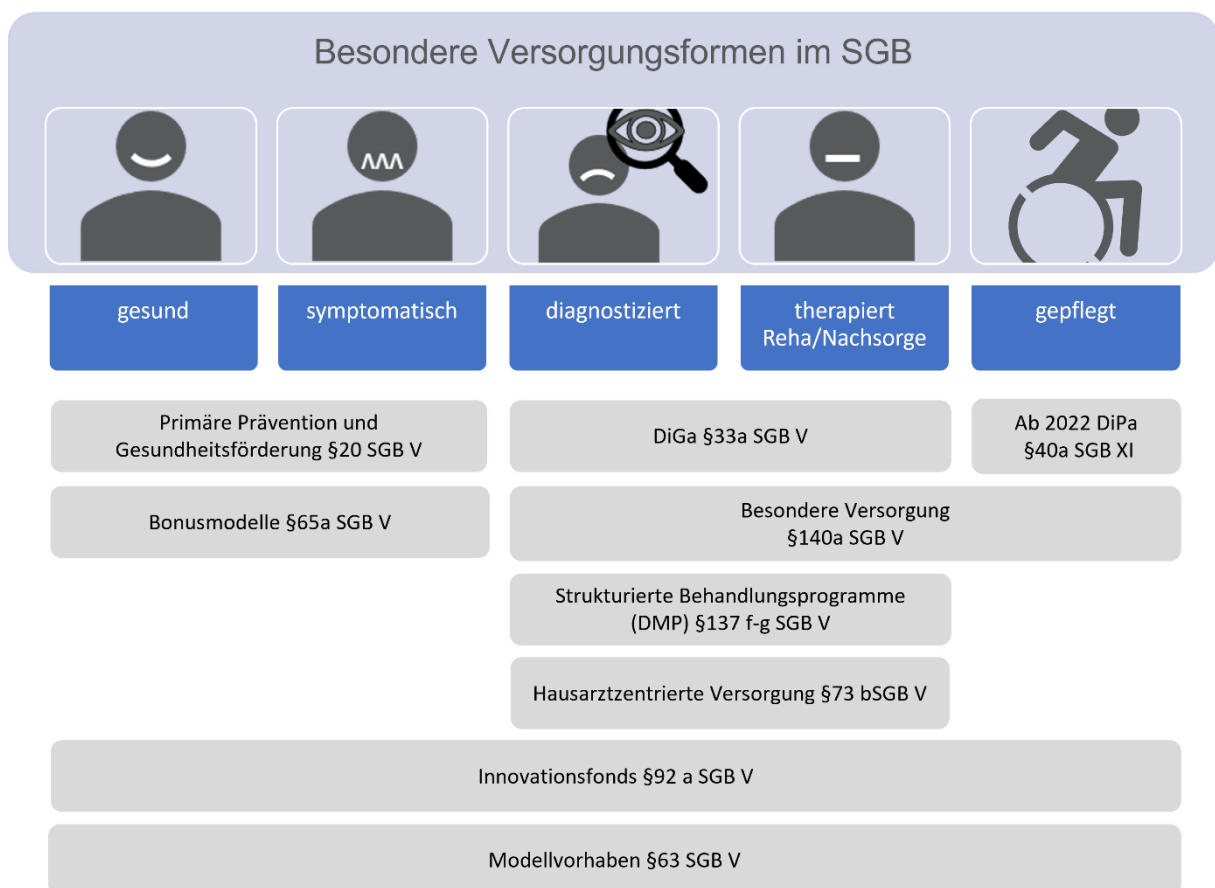 Besondere Versorgungsformen im SGB
gesund
symptomatisch
diagnostiziert
therapiert
Reha/Nachsorge
gepflegt
Primäre Prävention und
Gesundheitsförderung §20 SGB V
DiGa §33a SGB V
Ab 2022 DiPa
§40a SGB XI
Bonusmodelle §65a SGB V
Besondere Versorgung
§140a SGB V
Strukturierte Behandlungsprogramme
(DMP) §137 f-g SGB V
Hausarztzentrierte Versorgung §73 bSGB V
Innovationsfonds §92 a SGB V
Modellvorhaben §63 SGB V